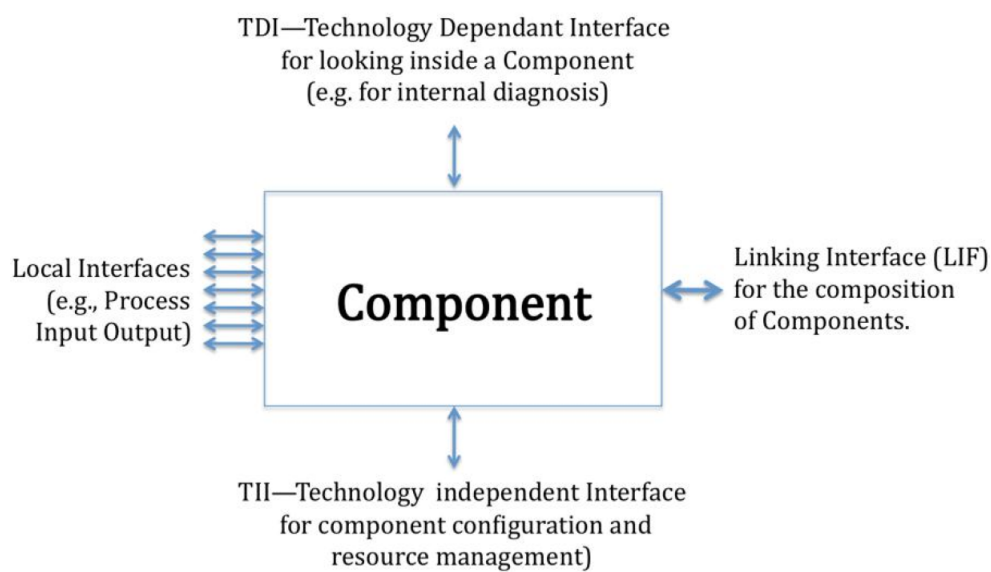 TDI—Technology Dependant Interface
for looking inside a Component
(e.g. for internal diagnosis)
Local Interfaces
(e.g., Process
Input Output)
Component
Linking Interface (LIF)
for the composition
of Components.
TII—Technology independent Interface
for component configuration and
resource management)